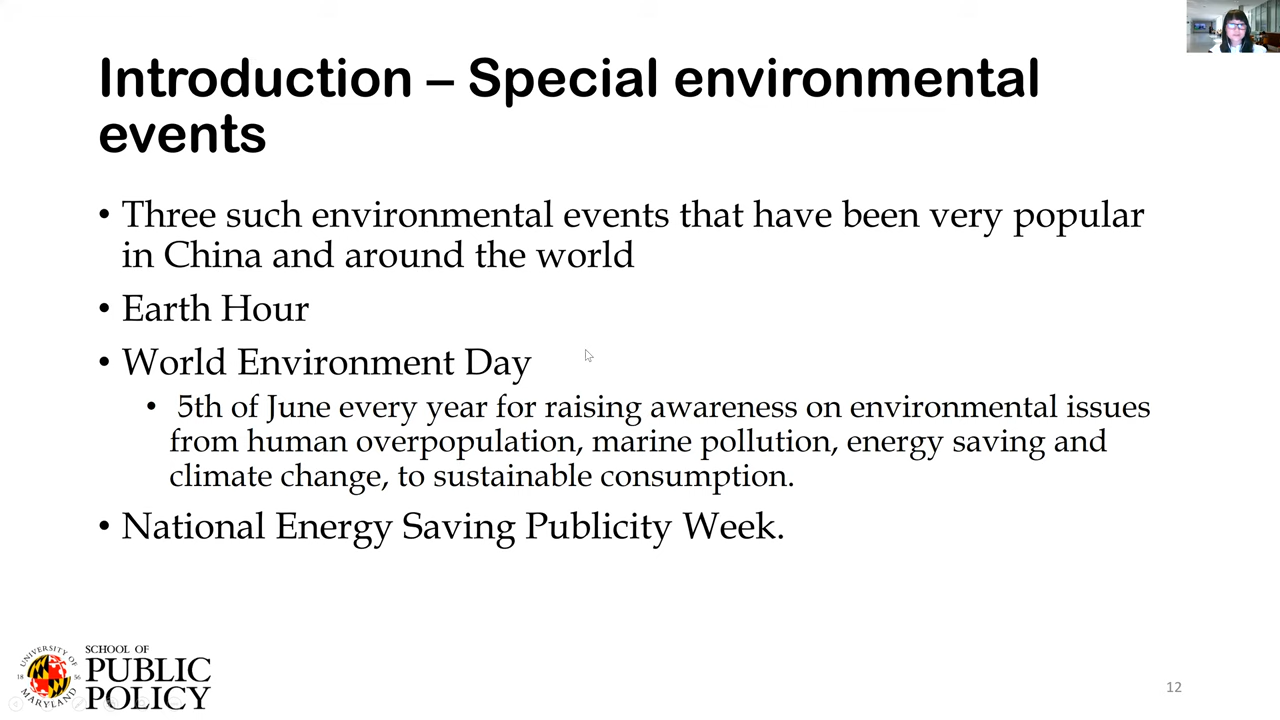 Introduction – Special environmental
events
• Three such environmental events that have been very popular
in China and around the world
• Earth Hour
• World Environment Day
• 5th of June every year for raising awareness on environmental issues
from human overpopulation, marine pollution, energy saving and
climate change, to sustainable consumption.
• National Energy Saving Publicity Week.
UNIVERSITY OF
18 56
MARYLAND
SCHOOL OF
PUBLIC
POLICY
12